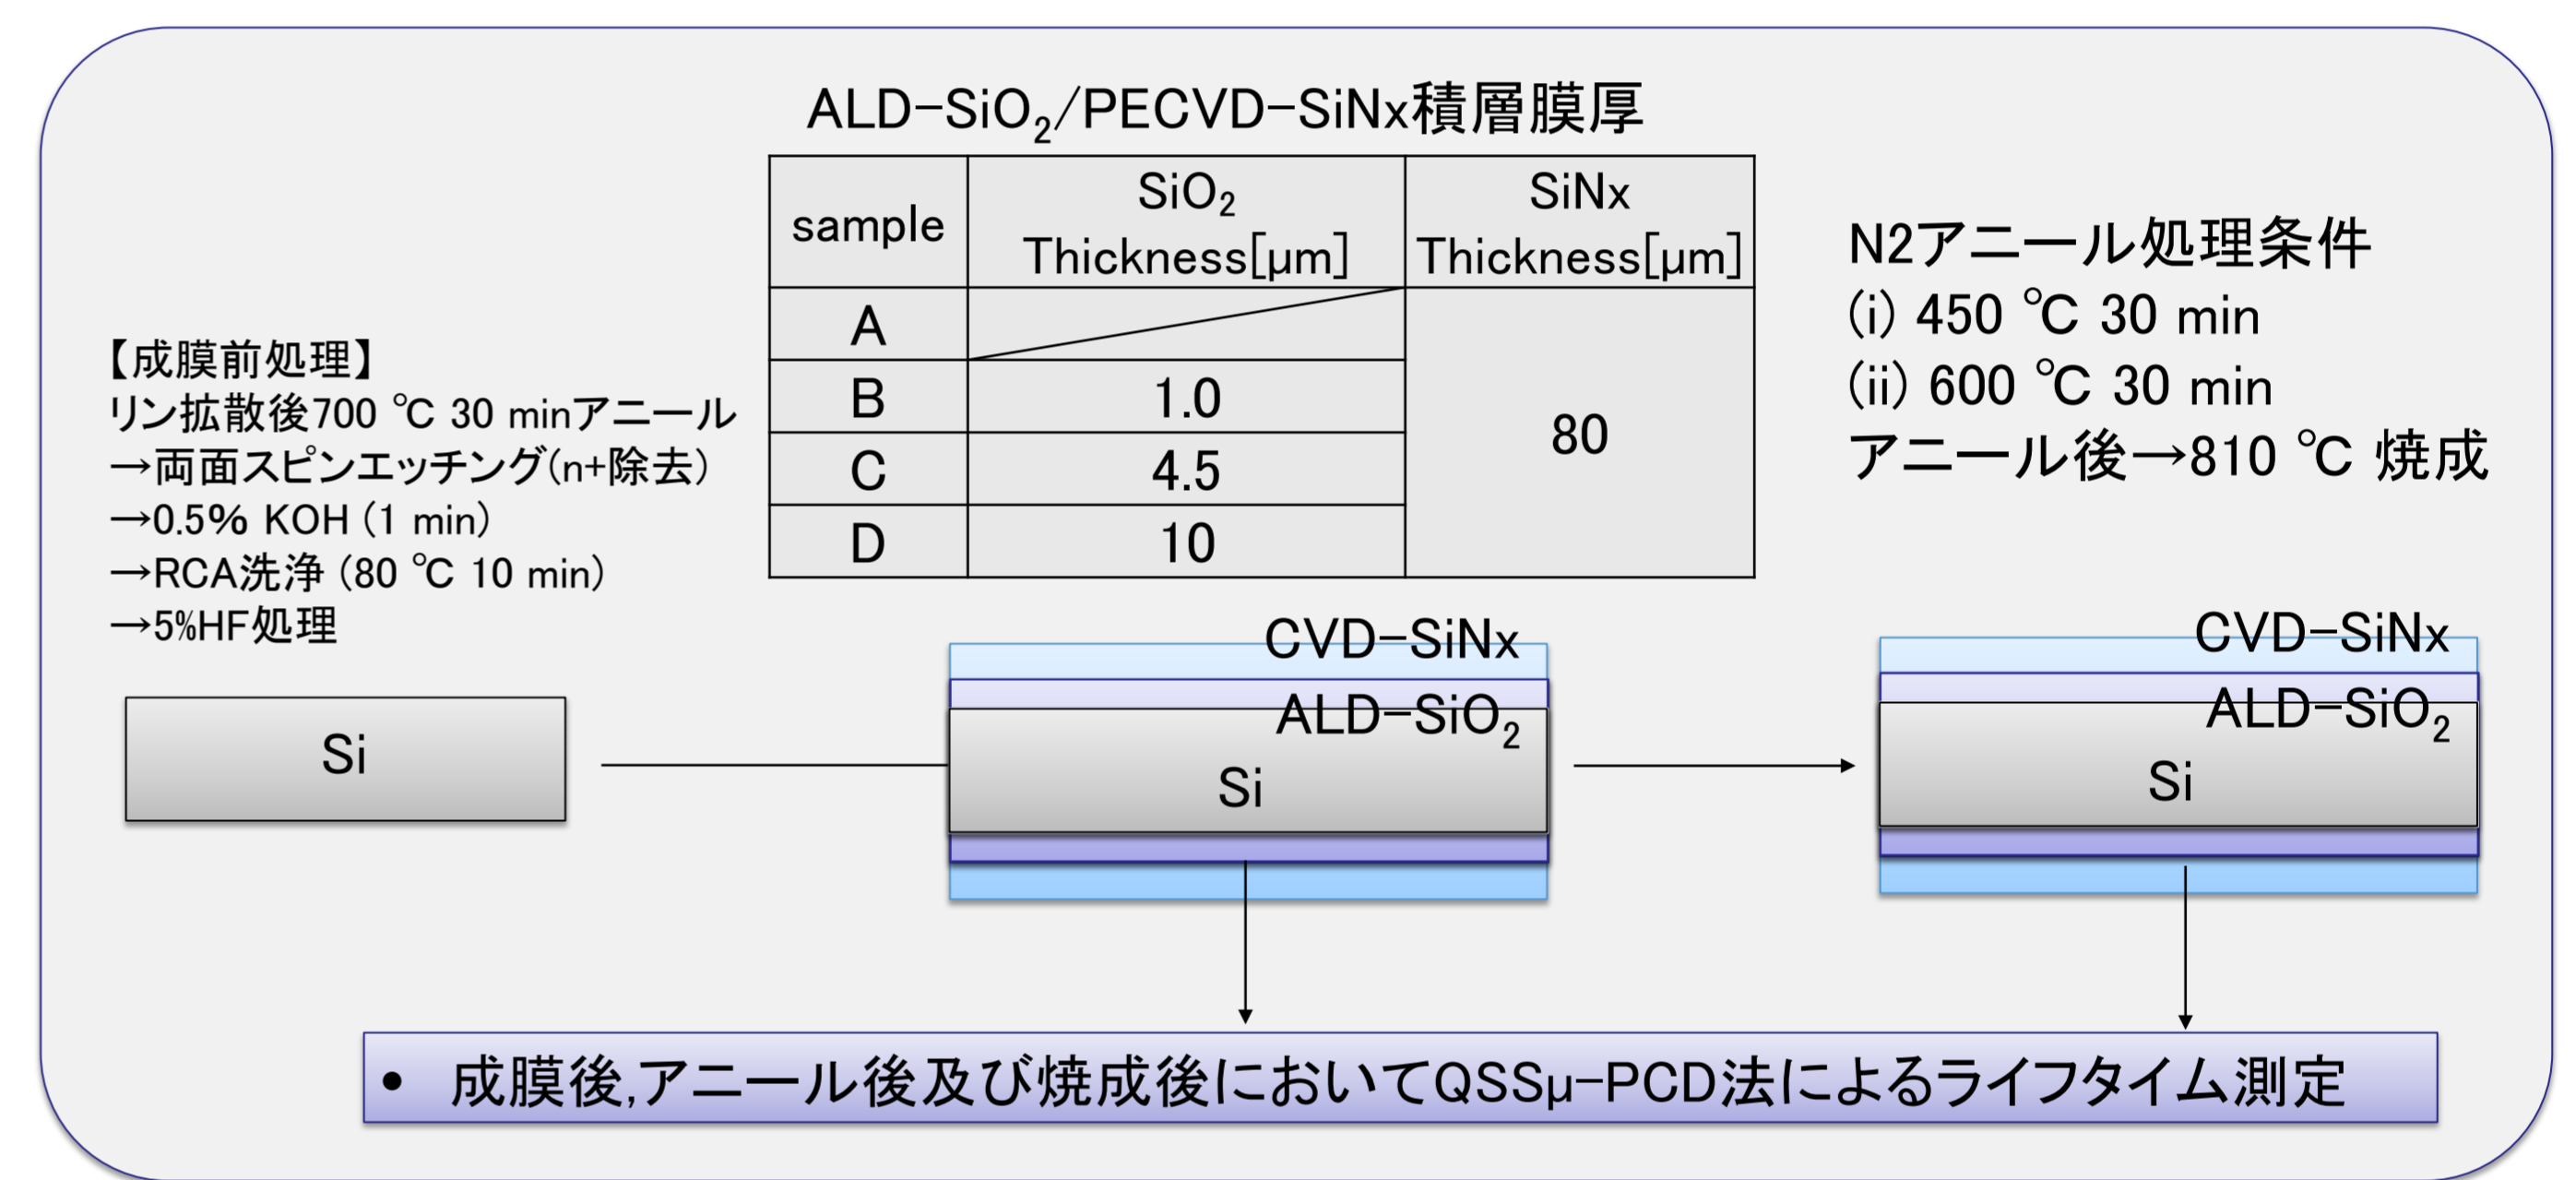 ALD-SiO₂/PECVD-SiNx積層膜厚
sample
SiO₂
Thickness[μm]
SiNx
Thickness[μm]
A
B
1.0
C
4.5
D
10
80
N2アニール処理条件
(i) 450 ℃ 30 min
(ii) 600 ℃ 30 min
アニール後→810 ℃ 焼成
【成膜前処理】
リン拡散後700 ℃ 30 minアニール
→両面スピンエッチング(n+除去)
→0.5% KOH (1 min)
→RCA洗浄 (80 ℃ 10 min)
→5%HF処理
Si
CVD-SiNx
ALD-SiO₂
Si
CVD-SiNx
ALD-SiO₂
Si
• 成膜後,アニール後及び焼成後においてQSSμ-PCD法によるライフタイム測定